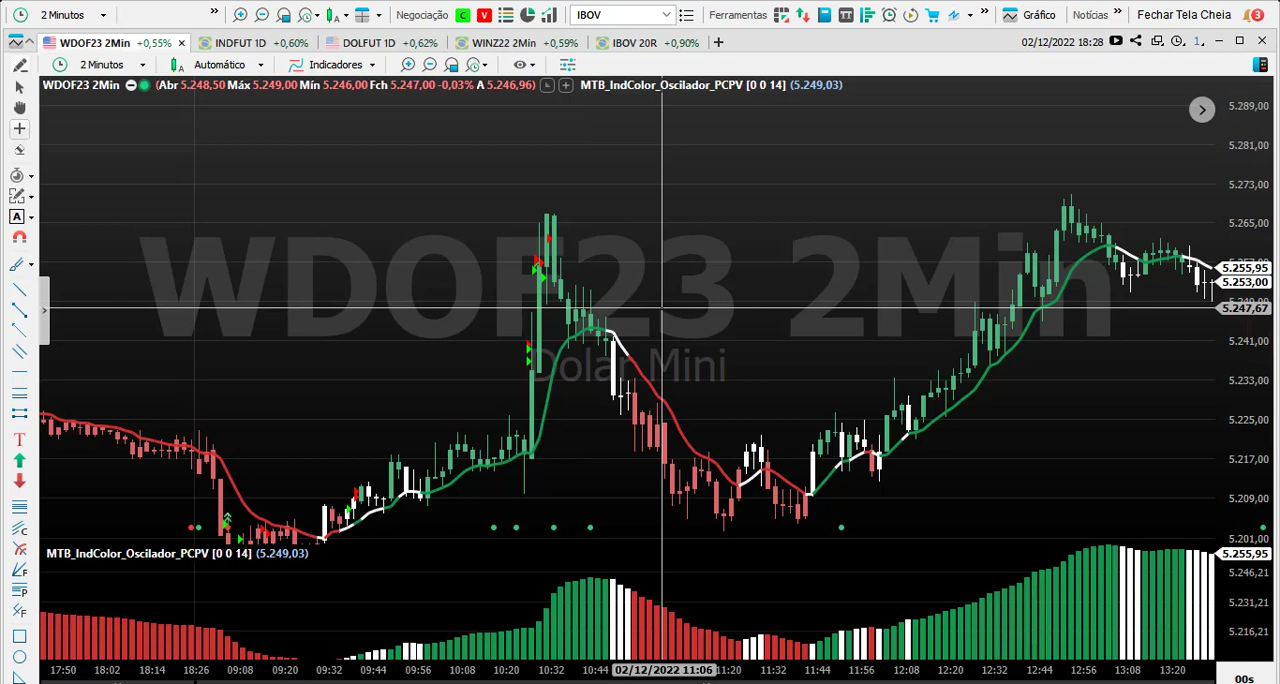 2 Minutos » Negociação C V IBOV Ferramentas TT » Gráfico Notícias » Fechar Tela Cheia 3
WDOF23 2Min +0,55% × INDFUT 1D +0,60% DOLFUT 1D +0,62% WINZ22 2Min +0,59% IBOV 20R +0,90% + 02/12/2022 18:28
2 Minutos Automático Indicadores
WDOF23 2Min (Abr 5.248,50 Máx 5.249,00 Mín 5.246,00 Fch 5.247,00 -0,03% A 5.246,96) L + MTB_IndColor_Oscilador_PCPV [0 0 14] (5.249,03)
5.289,00
5.281,00
5.273,00
5.265,00
5.255,95
5.253,00
5.247,67
5.241,00
5.233,00
5.225,00
5.217,00
5.209,00
5.201,00
WDOF23 2Min
Dolar Mini
A
T
C
F
P
F
MTB_IndColor_Oscilador_PCPV [0 0 14] (5.249,03)
5.255,95
5.246,21
5.231,21
5.216,21
17:50 18:02 18:14 18:26 09:08 09:20 09:32 09:44 09:56 10:08 10:20 10:32 10:44 02/12/2022 11:06 11:20 11:32 11:44 11:56 12:08 12:20 12:32 12:44 12:56 13:08 13:20
00s